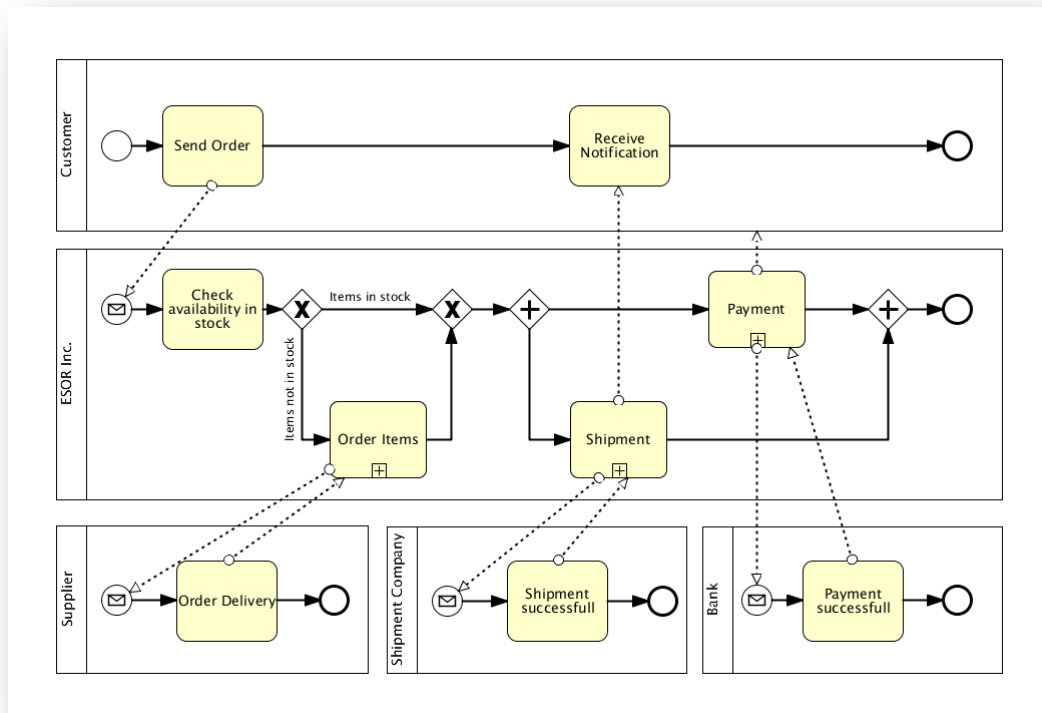 Customer
Send Order
Receive
Notification
ESOR Inc.
Check
availability in
stock
Items in stock
Items not in stock
Payment
Order Items
Shipment
Supplier
Order Delivery
Shipment Company
Shipment
successfull
Bank
Payment
successfull